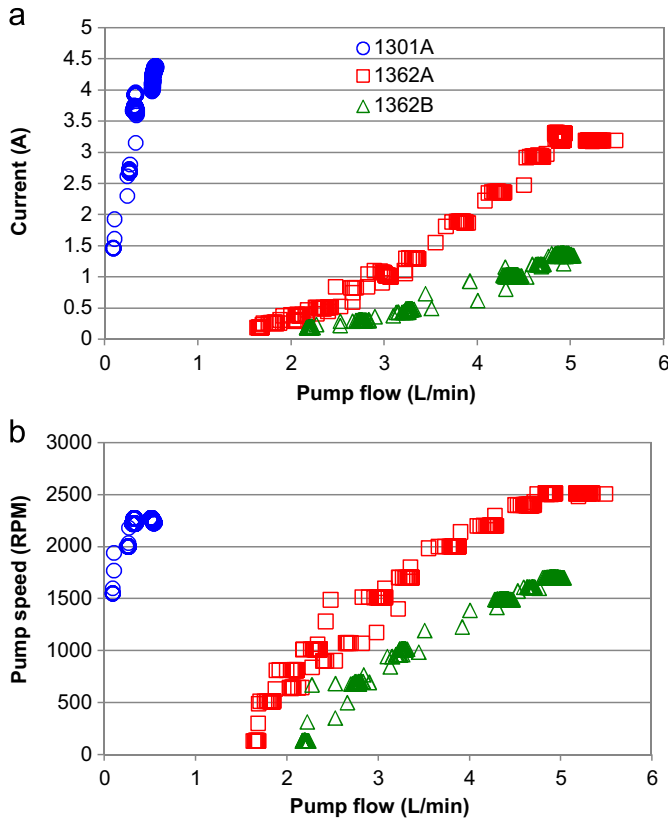 a
5
4.5
4
3.5
3
2.5
2
1.5
1
0.5
0
Current (A)
1301A
1362A
1362B
0 1 2 3 4 5 6
Pump flow (L/min)
b
3000
2500
2000
1500
1000
500
0
Pump speed (RPM)
0 1 2 3 4 5 6
Pump flow (L/min)